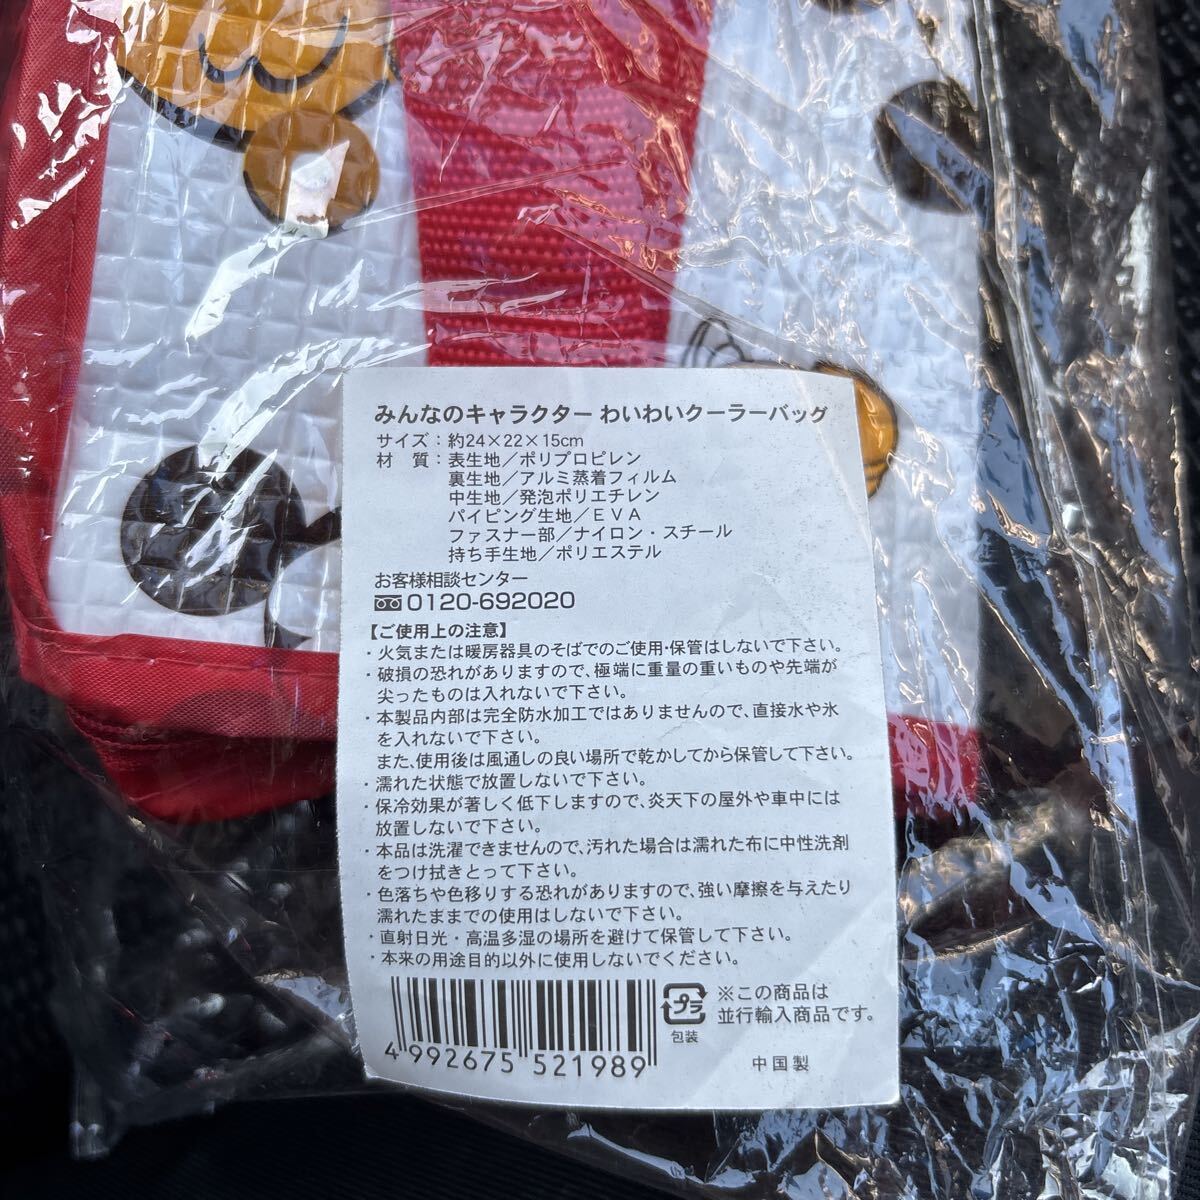 みんなのキャラクター わいわいクーラーバッグ
サイズ：約24×22×15cm
材　質：表生地／ポリプロピレン
裏生地／アルミ蒸着フィルム
中生地／発泡ポリエチレン
パイピング生地／ＥＶＡ
ファスナー部／ナイロン・スチール
持ち手生地／ポリエステル
お客様相談センター
0120-692020
【ご使用上の注意】
・火気または暖房器具のそばでのご使用・保管はしないで下さい。
・破損の恐れがありますので、極端に重量の重いものや先端が
尖ったものは入れないで下さい。
・本製品内部は完全防水加工ではありませんので、直接水や氷
を入れないで下さい。
また、使用後は風通しの良い場所で乾かしてから保管して下さい。
・濡れた状態で放置しないで下さい。
・保冷効果が著しく低下しますので、炎天下の屋外や車中には
放置しないで下さい。
・本品は洗濯できませんので、汚れた場合は濡れた布に中性洗剤
をつけ拭きとって下さい。
・色落ちや色移りする恐れがありますので、強い摩擦を与えたり
濡れたままでの使用はしないで下さい。
・直射日光・高温多湿の場所を避けて保管して下さい。
・本来の用途目的以外に使用しないでください。
4 992675 521989
プラ
包装
※この商品は
並行輸入商品です。
中国製